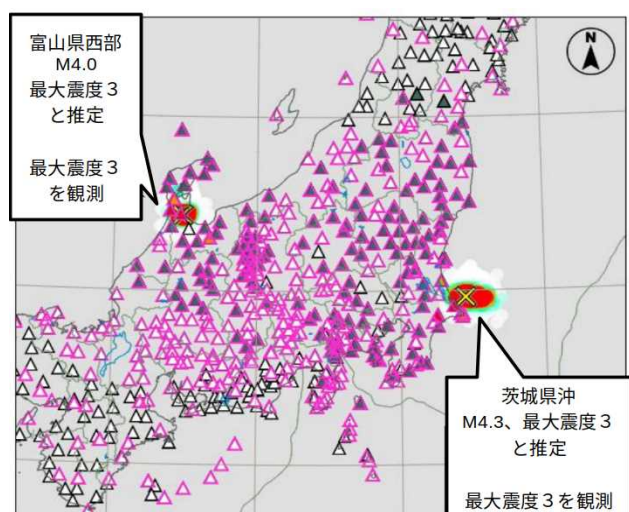 富山県西部
M4.0
最大震度３
と推定
最大震度３
を観測
N
茨城県沖
M4.3、最大震度３
と推定
最大震度３を観測